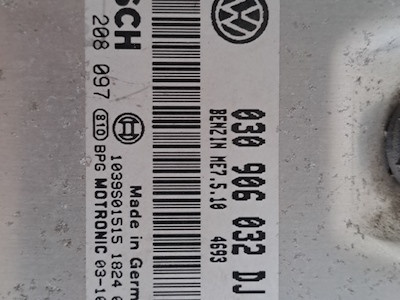 030 906 032 DJ
BENZIN ME7.5.10 4693
SCH Made in Germ
208 097 1039S01515 1824
BPG MOTRONIC 03-10